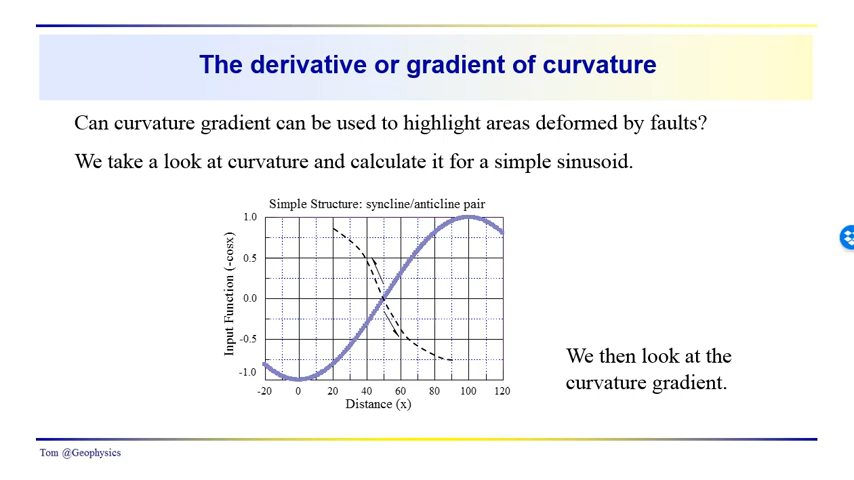 The derivative or gradient of curvature
Can curvature gradient can be used to highlight areas deformed by faults?
We take a look at curvature and calculate it for a simple sinusoid.
Simple Structure: syncline/anticline pair
Input Function (-cosx)
1.0
0.5
0.0
-0.5
-1.0
-20 0 20 40 60 80 100 120
Distance (x)
We then look at the
curvature gradient.
Tom @Geophysics